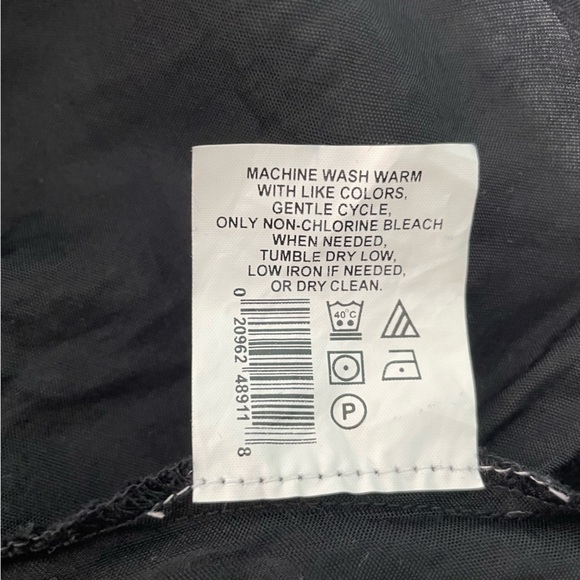 MACHINE WASH WARM
WITH LIKE COLORS,
GENTLE CYCLE,
ONLY NON-CHLORINE BLEACH
WHEN NEEDED,
TUMBLE DRY LOW,
LOW IRON IF NEEDED,
OR DRY CLEAN.
40°C
P
0 20962 48911 8